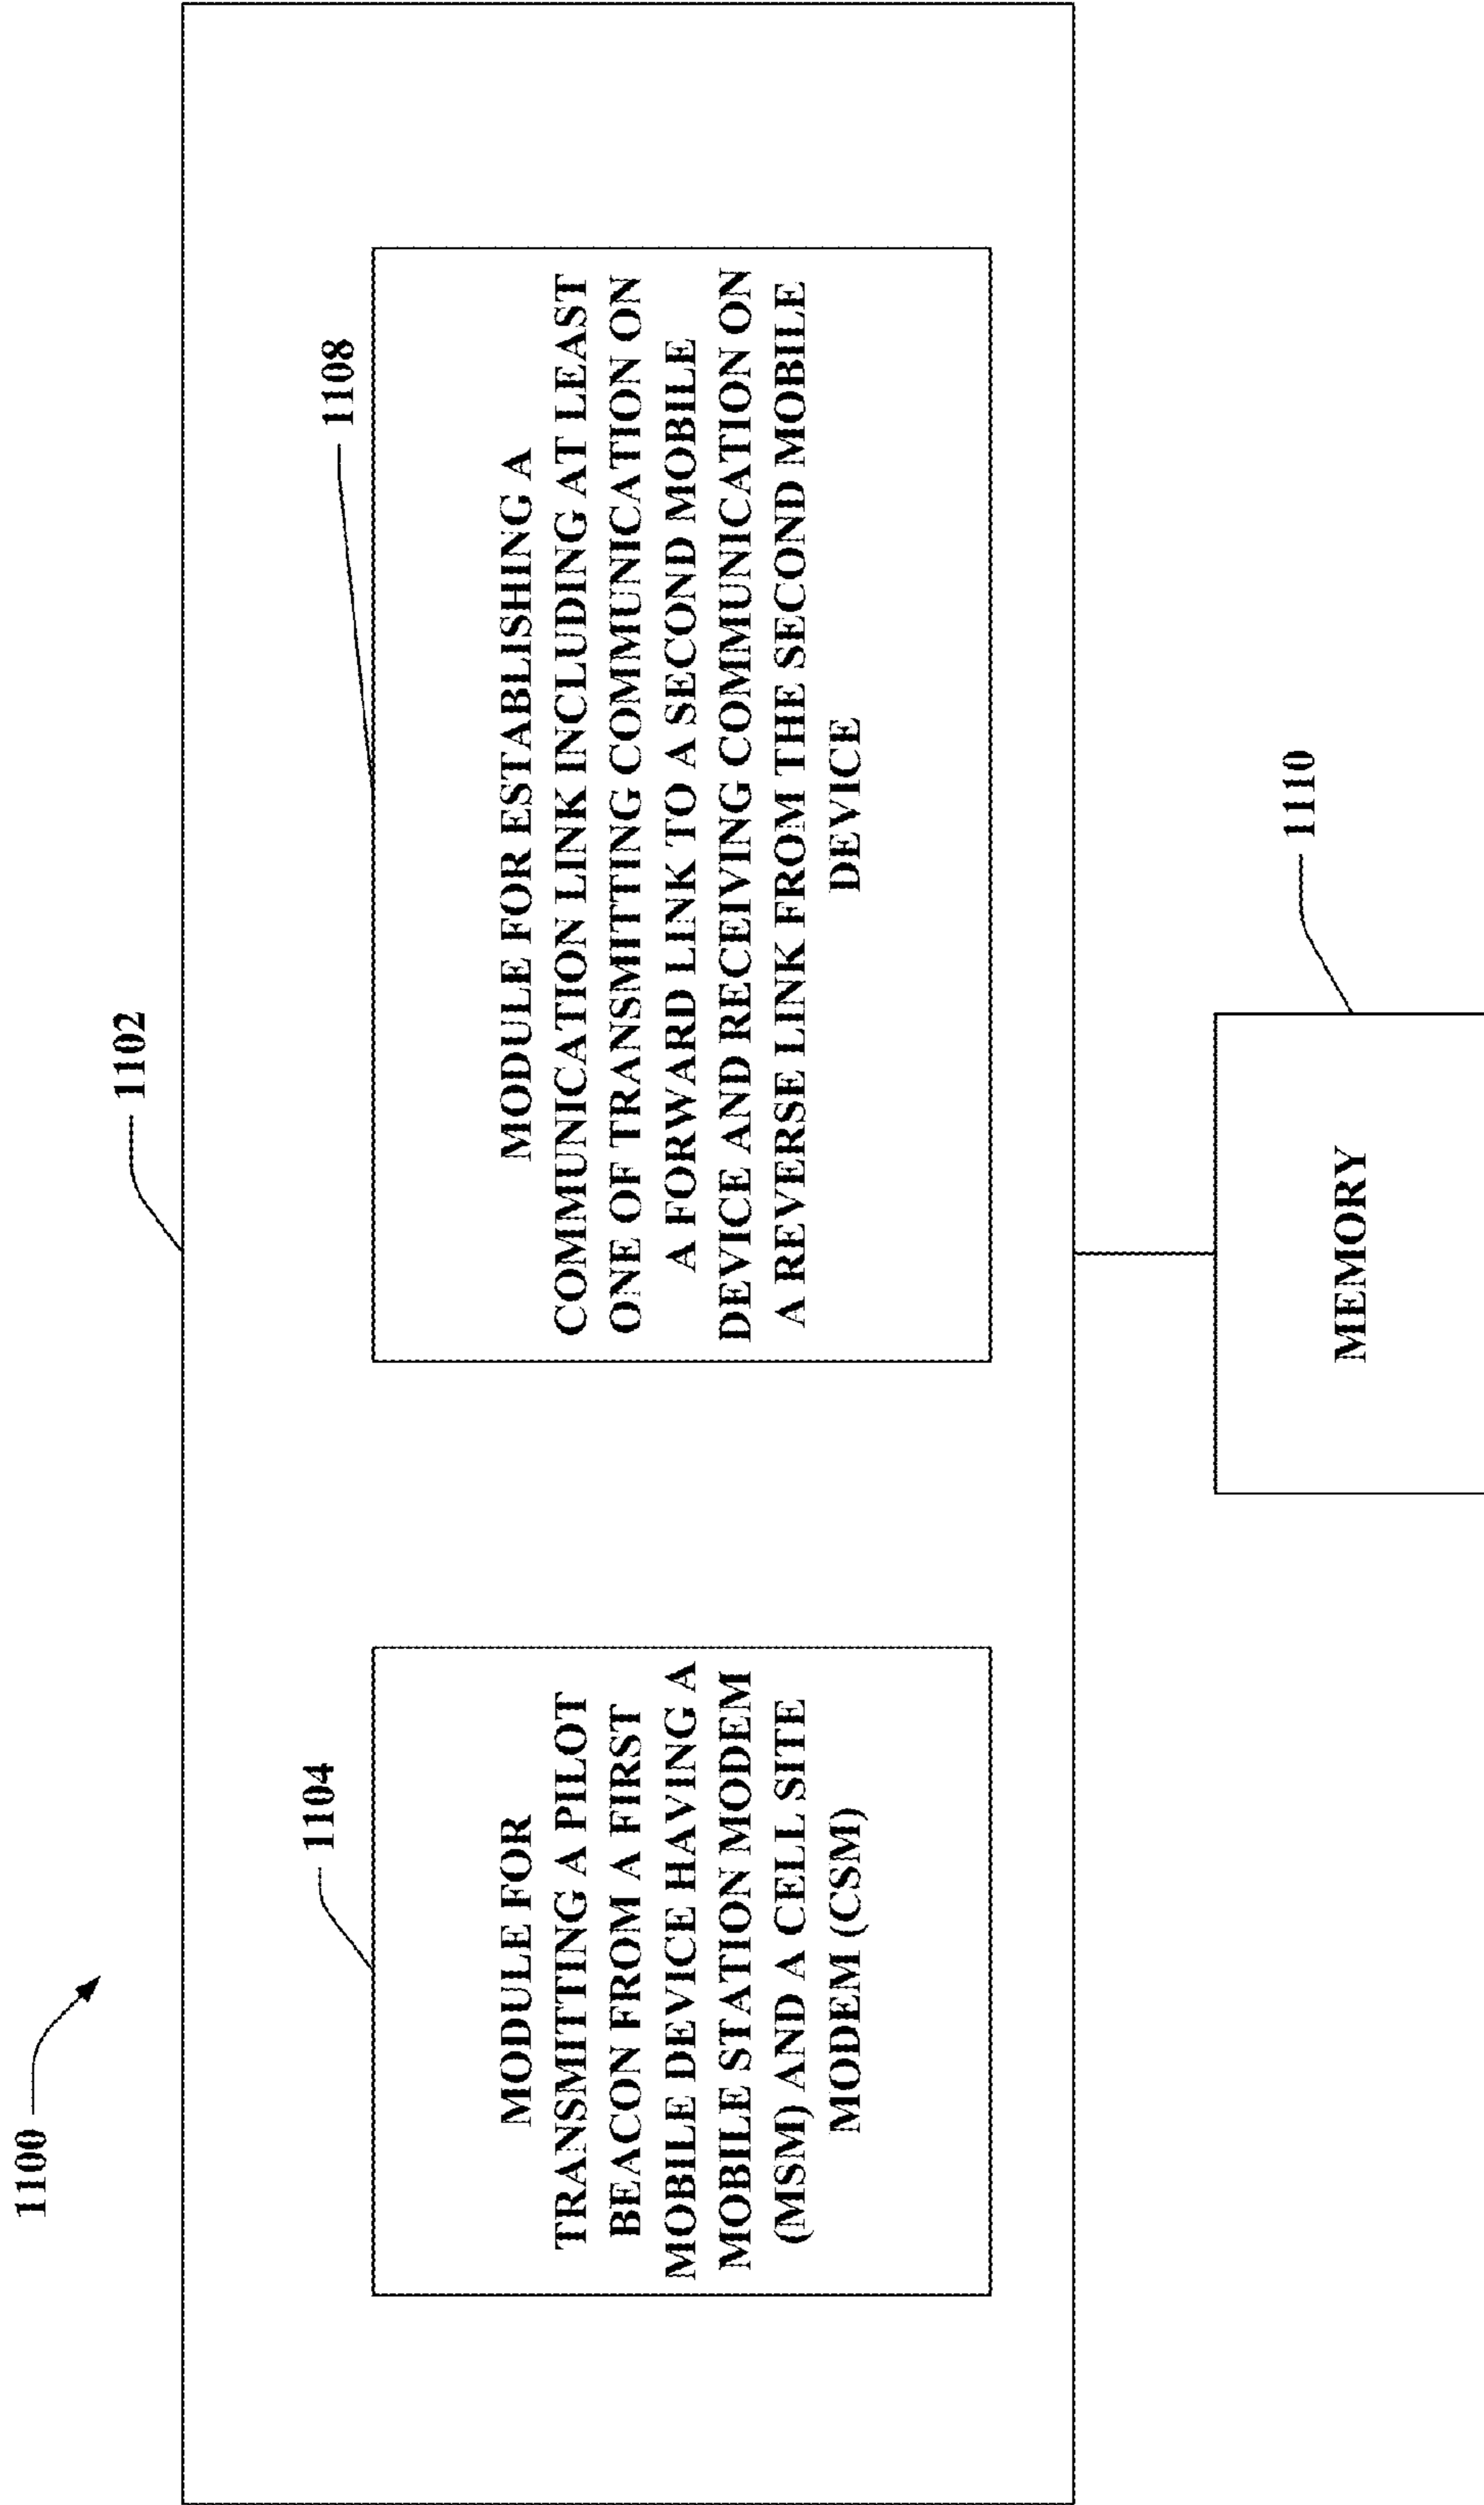 1100
1102
1104
MODULE FOR
TRANSMITTING A PILOT
BEACON FROM A FIRST
MOBILE DEVICE HAVING A
MOBILE STATION MODEM
(MSM) AND A CELL SITE
MODEM (CSM)
1108
MODULE FOR ESTABLISHING A
COMMUNICATION LINK INCLUDING AT LEAST
ONE OF TRANSMITTING COMMUNICATION ON
A FORWARD LINK TO A SECOND MOBILE
DEVICE AND RECEIVING COMMUNICATION ON
A REVERSE LINK FROM THE SECOND MOBILE
DEVICE
1110
MEMORY